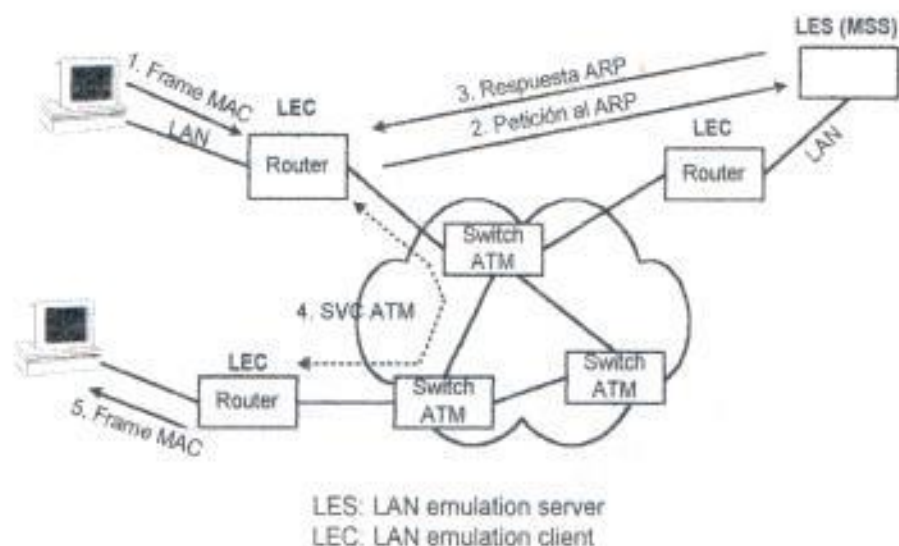 LES (MSS)
1. Frame MAC
3. Respuesta ARP
LEC
2. Petición al ARP
LAN
LEC
Router
Router
LAN
Switch
ATM
4. SVC ATM
LEC
Switch
ATM
Router
Switch
ATM
5. Frame MAC
LES: LAN emulation server
LEC: LAN emulation client